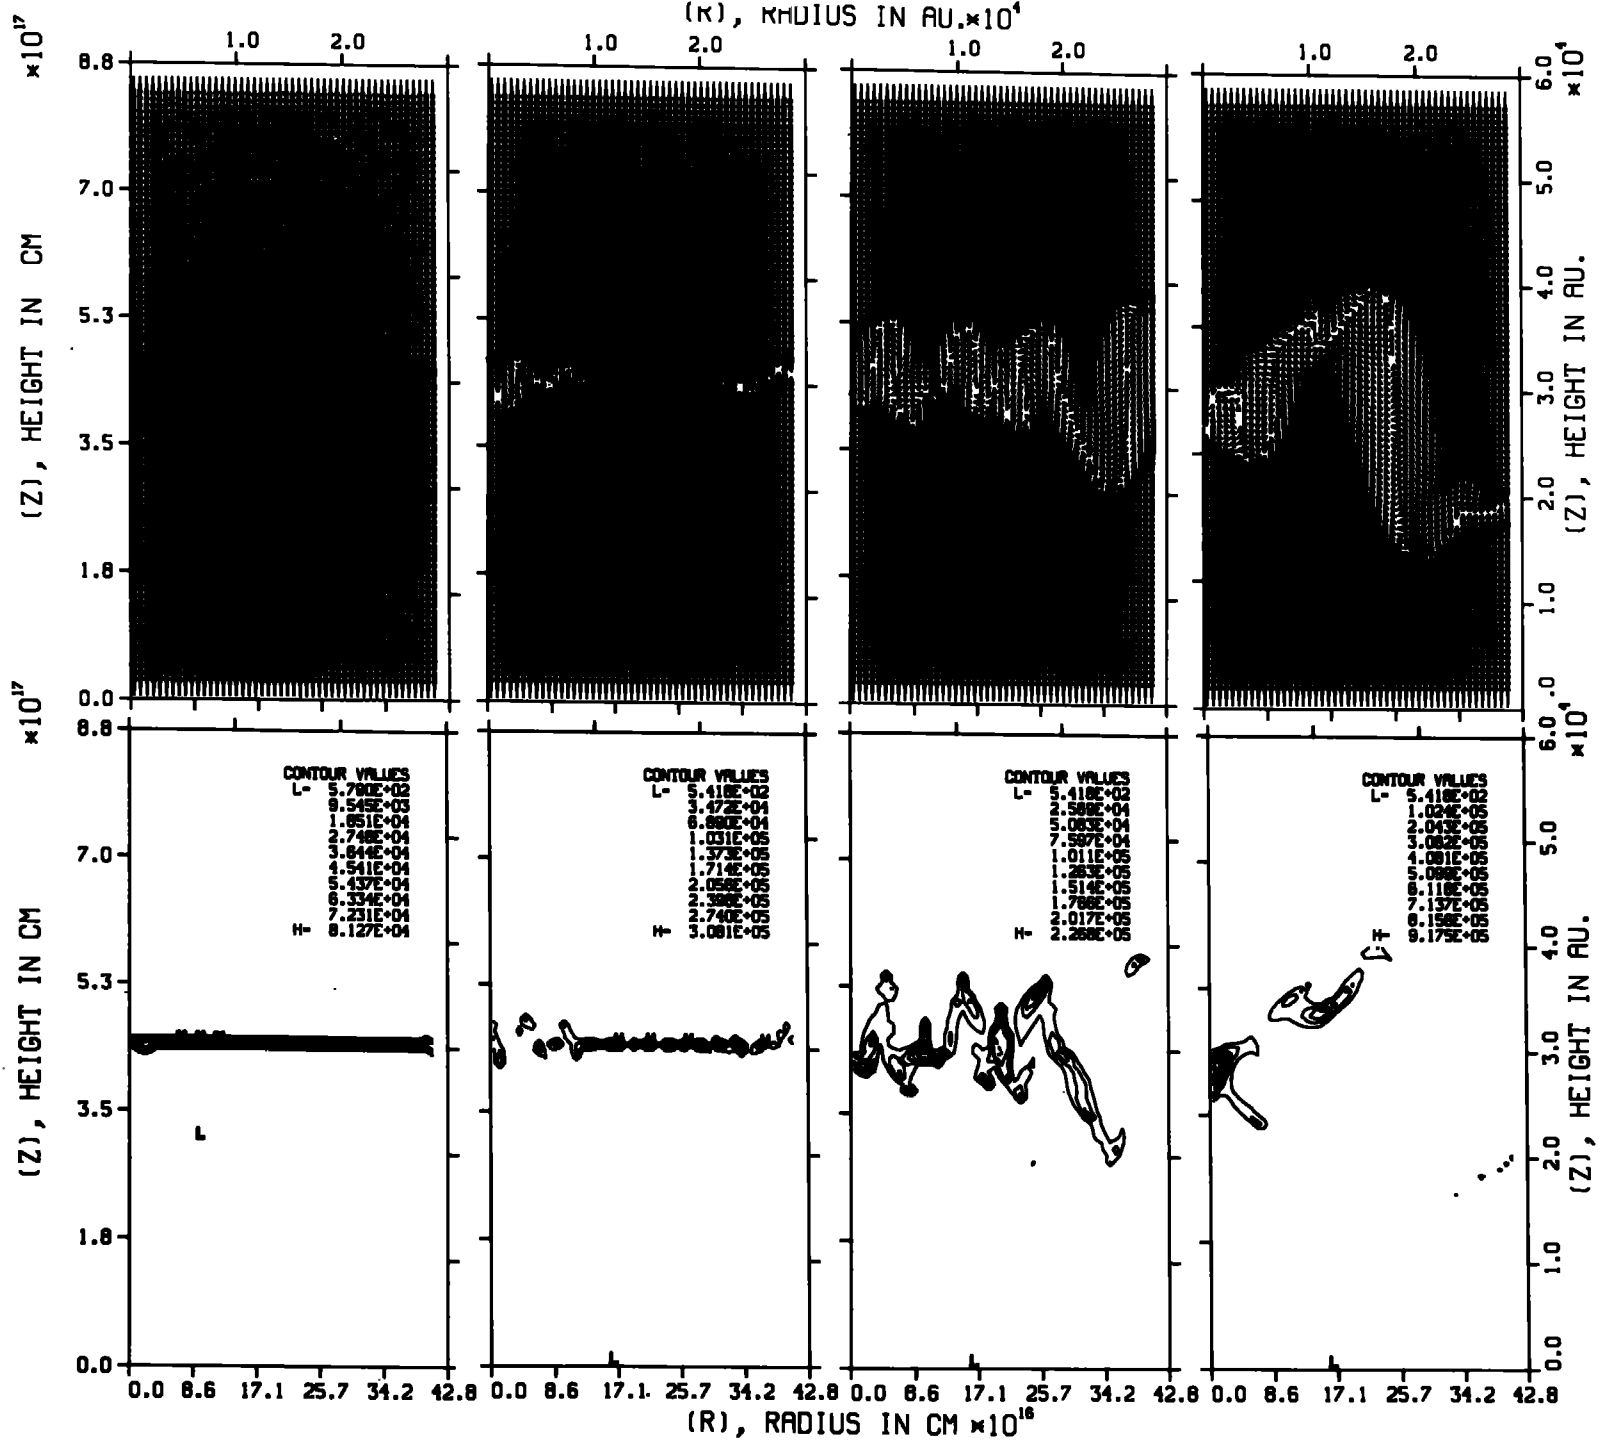 (R), RADIUS IN AU.×10⁴
×10¹⁷
1.0 2.0 1.0 2.0 1.0 2.0 1.0 2.0
8.8
7.0
5.3
3.5
1.8
0.0
(Z), HEIGHT IN CM
6.0
5.0
4.0
3.0
2.0
1.0
.0
×10⁴
(Z), HEIGHT IN AU.
×10¹⁷
8.8
7.0
5.3
3.5
1.8
0.0
(Z), HEIGHT IN CM
CONTOUR VALUES
L= 5.780E+02
9.545E+03
1.851E+04
2.748E+04
3.644E+04
4.541E+04
5.437E+04
6.334E+04
7.231E+04
H= 8.127E+04
L
CONTOUR VALUES
L= 5.418E+02
3.472E+04
6.890E+04
1.031E+05
1.373E+05
1.714E+05
2.056E+05
2.398E+05
2.740E+05
H= 3.081E+05
L
CONTOUR VALUES
L= 5.418E+02
2.569E+04
5.083E+04
7.597E+04
1.011E+05
1.263E+05
1.514E+05
1.766E+05
2.017E+05
H= 2.268E+05
L
CONTOUR VALUES
L= 5.418E+02
1.024E+05
2.043E+05
3.062E+05
4.081E+05
5.099E+05
6.118E+05
7.137E+05
8.156E+05
H= 9.175E+05
L
6.0
5.0
4.0
3.0
2.0
1.0
0.0
×10⁴
(Z), HEIGHT IN AU.
0.0 8.6 17.1 25.7 34.2 42.8
0.0 8.6 17.1 25.7 34.2 42.8
0.0 8.6 17.1 25.7 34.2 42.8
0.0 8.6 17.1 25.7 34.2 42.8
(R), RADIUS IN CM ×10¹⁶